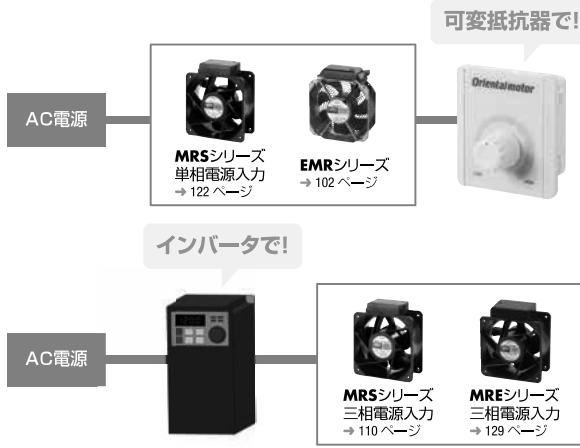 可変抵抗器で!
Orientalmotor
AC電源
MRSシリーズ
単相電源入力
→ 122 ページ
EMRシリーズ
→ 102 ページ
インバータで!
AC電源
MRSシリーズ
三相電源入力
→ 110 ページ
MREシリーズ
三相電源入力
→ 129 ページ